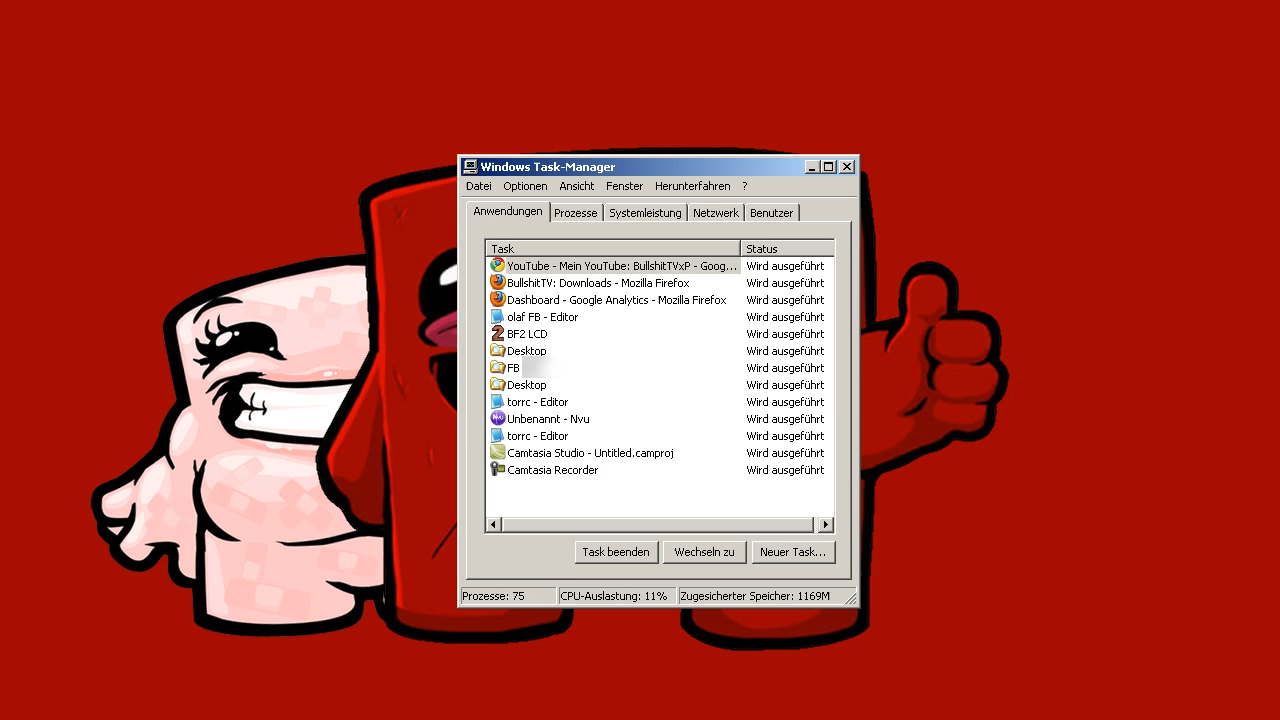 Windows Task-Manager
Datei Optionen Ansicht Fenster Herunterfahren ?
Anwendungen Prozesse Systemleistung Netzwerk Benutzer
Task Status
YouTube - Mein YouTube: BullshitTVxP - Goog... Wird ausgeführt
BullshitTV: Downloads - Mozilla Firefox Wird ausgeführt
Dashboard - Google Analytics - Mozilla Firefox Wird ausgeführt
olaf FB - Editor Wird ausgeführt
2 BF2 LCD Wird ausgeführt
Desktop Wird ausgeführt
FB Wird ausgeführt
Desktop Wird ausgeführt
torrc - Editor Wird ausgeführt
Nvu Unbenannt - Nvu Wird ausgeführt
torrc - Editor Wird ausgeführt
Camtasia Studio - Untitled.camproj Wird ausgeführt
Camtasia Recorder Wird ausgeführt
Task beenden Wechseln zu Neuer Task...
Prozesse: 75 CPU-Auslastung: 11% Zugesicherter Speicher: 1169M